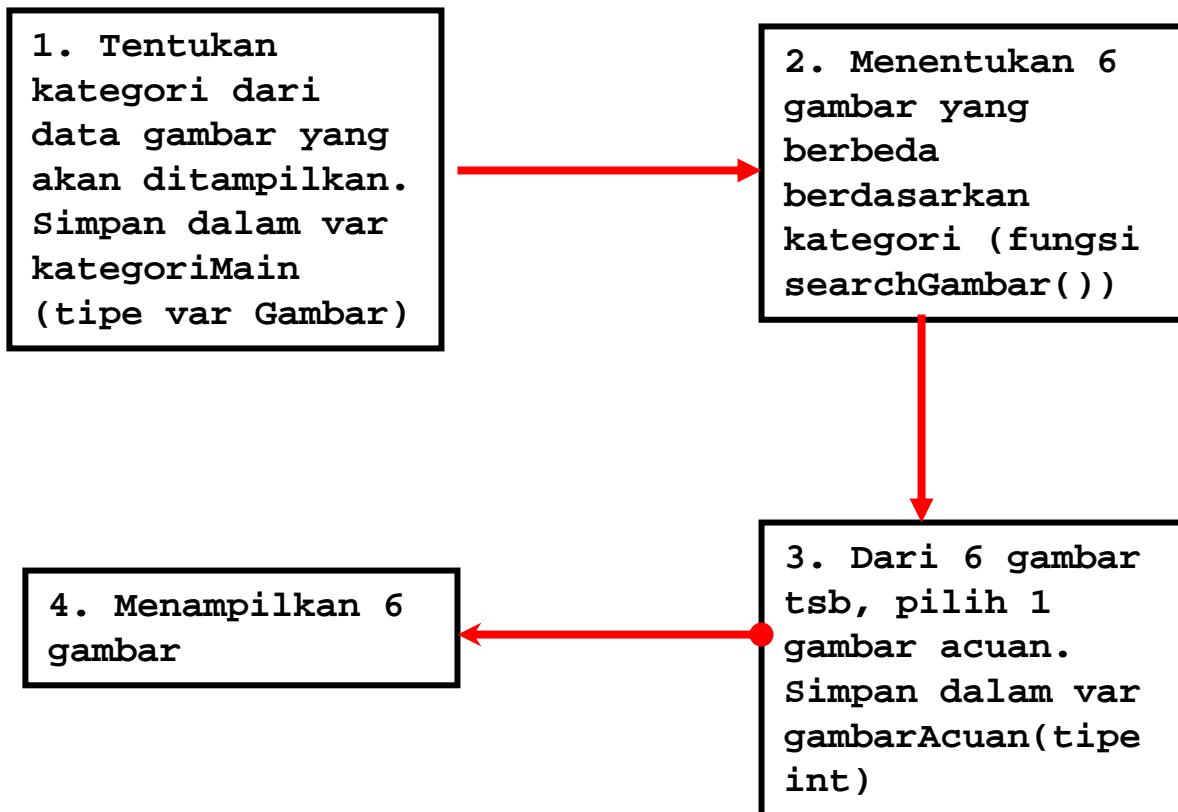 1. Tentukan
kategori dari
data gambar yang
akan ditampilkan.
Simpan dalam var
kategoriMain
(tipe var Gambar)
2. Menentukan 6
gambar yang
berbeda
berdasarkan
kategori (fungsi
searchGambar())
3. Dari 6 gambar
tsb, pilih 1
gambar acuan.
Simpan dalam var
gambarAcuan(tipe
int)
4. Menampilkan 6
gambar